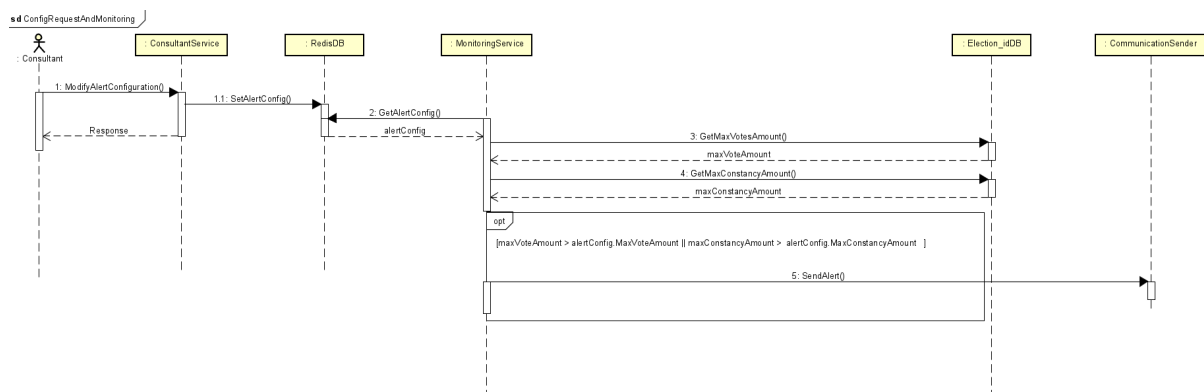 sd ConfigRequestAndMonitoring
: Consultant
: ConsultantService
: RedisDB
: MonitoringService
: Election_idDB
: CommunicationSender
1: ModifyAlertConfiguration()
1.1: SetAlertConfig()
2: GetAlertConfig()
Response
alertConfig
3: GetMaxVotesAmount()
maxVoteAmount
4: GetMaxConstancyAmount()
maxConstancyAmount
opt
[maxVoteAmount > alertConfig.MaxVoteAmount || maxConstancyAmount > alertConfig.MaxConstancyAmount ]
5: SendAlert()